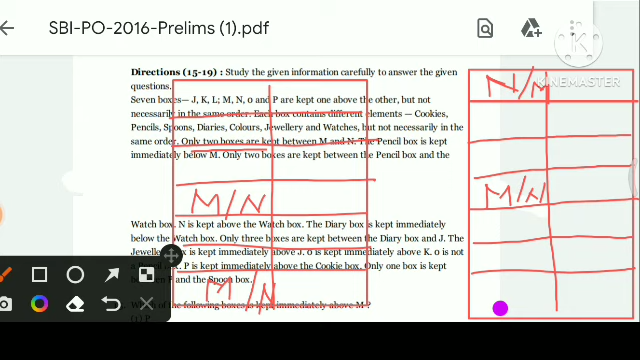 SBI-PO-2016-Prelims (1).pdf
KINEMASTER
Directions (15-19) : Study the given information carefully to answer the given
questions.
Seven boxes— J, K, L; M, N, 0 and P are kept one above the other, but not
necessarily in the same order. Each box contains different elements — Cookies,
Pencils, Spoons, Diaries, Colours, Jewellery and Watches, but not necessarily in the
same order. Only two boxes are kept between M and N. The Pencil box is kept
immediately below M. Only two boxes are kept between the Pencil box and the
Watch box. N is kept above the Watch box. The Diary box is kept immediately
below the Watch box. Only three boxes are kept between the Diary box and J. The
Jewellery box is kept immediately above J. 0 is kept immediately above K. 0 is not
a Pencil box. P is kept immediately above the Cookie box. Only one box is kept
between P and the Spoon box.
of the following boxes is kept immediately above M ?
(1) P
M/N
M/N
N/M
M/N